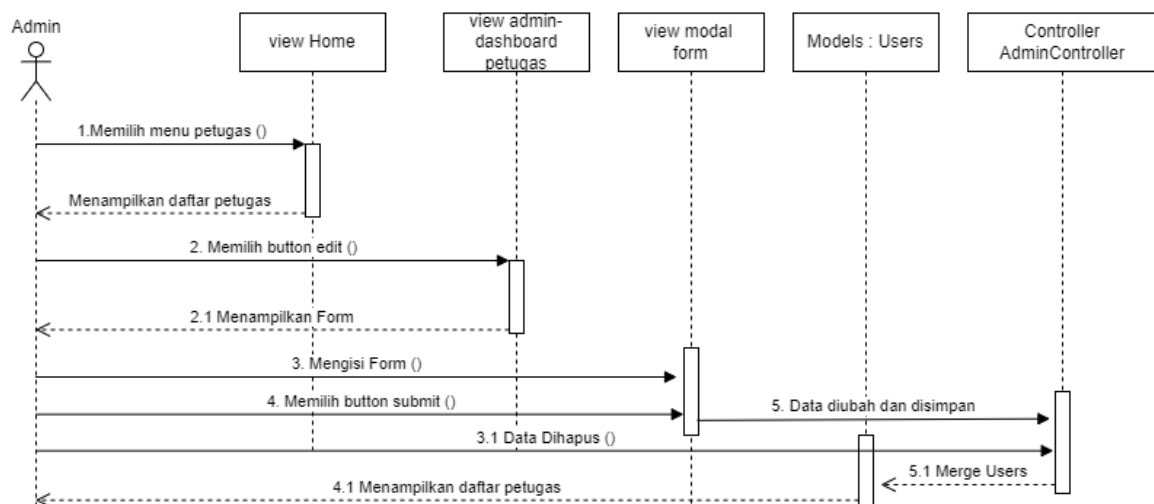 Admin
view Home
view admin-
dashboard
petugas
view modal
form
Models : Users
Controller
AdminController
1.Memilih menu petugas ()
Menampilkan daftar petugas
2. Memilih button edit ()
2.1 Menampilkan Form
3. Mengisi Form ()
4. Memilih button submit ()
5. Data diubah dan disimpan
3.1 Data Dihapus ()
5.1 Merge Users
4.1 Menampilkan daftar petugas